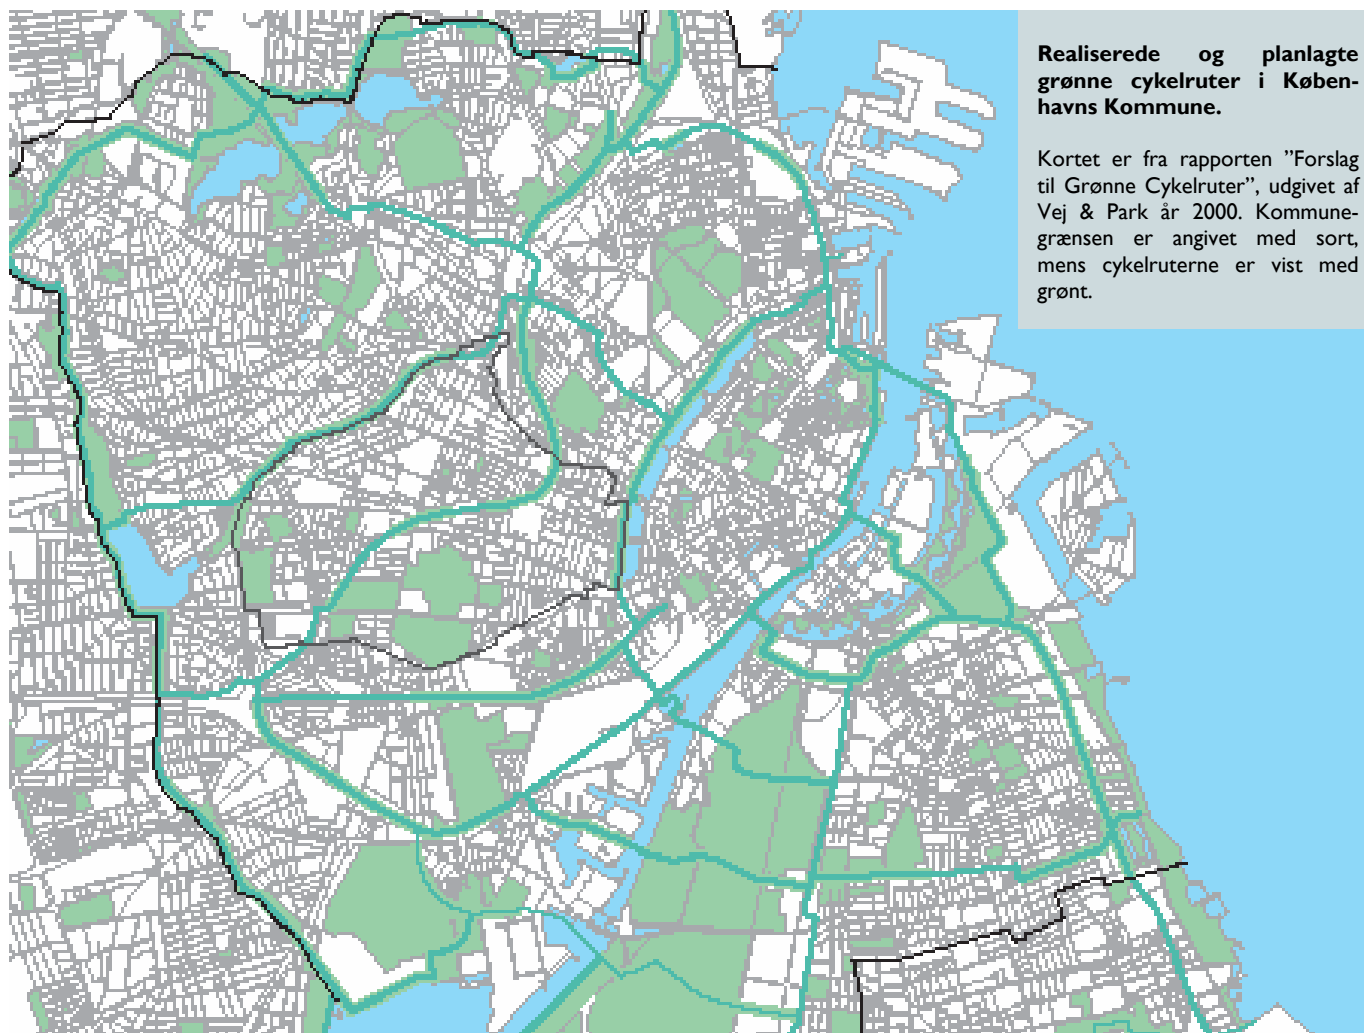 Realiserede og planlagte
grønne cykelruter i Køben-
havns Kommune.
Kortet er fra rapporten ”Forslag
til Grønne Cykelruter”, udgivet af
Vej & Park år 2000. Kommune-
grænsen er angivet med sort,
mens cykelruterne er vist med
grønt.